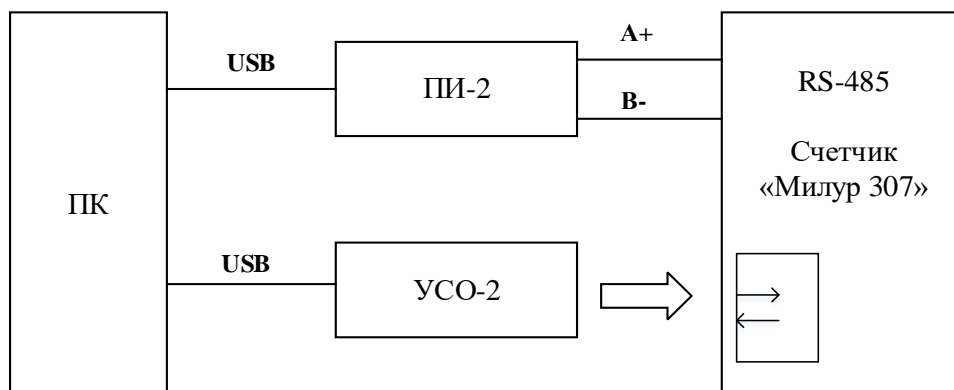 ПК
USB
ПИ-2
A+
B-
RS-485
Счетчик
«Милур 307»
USB
УСО-2